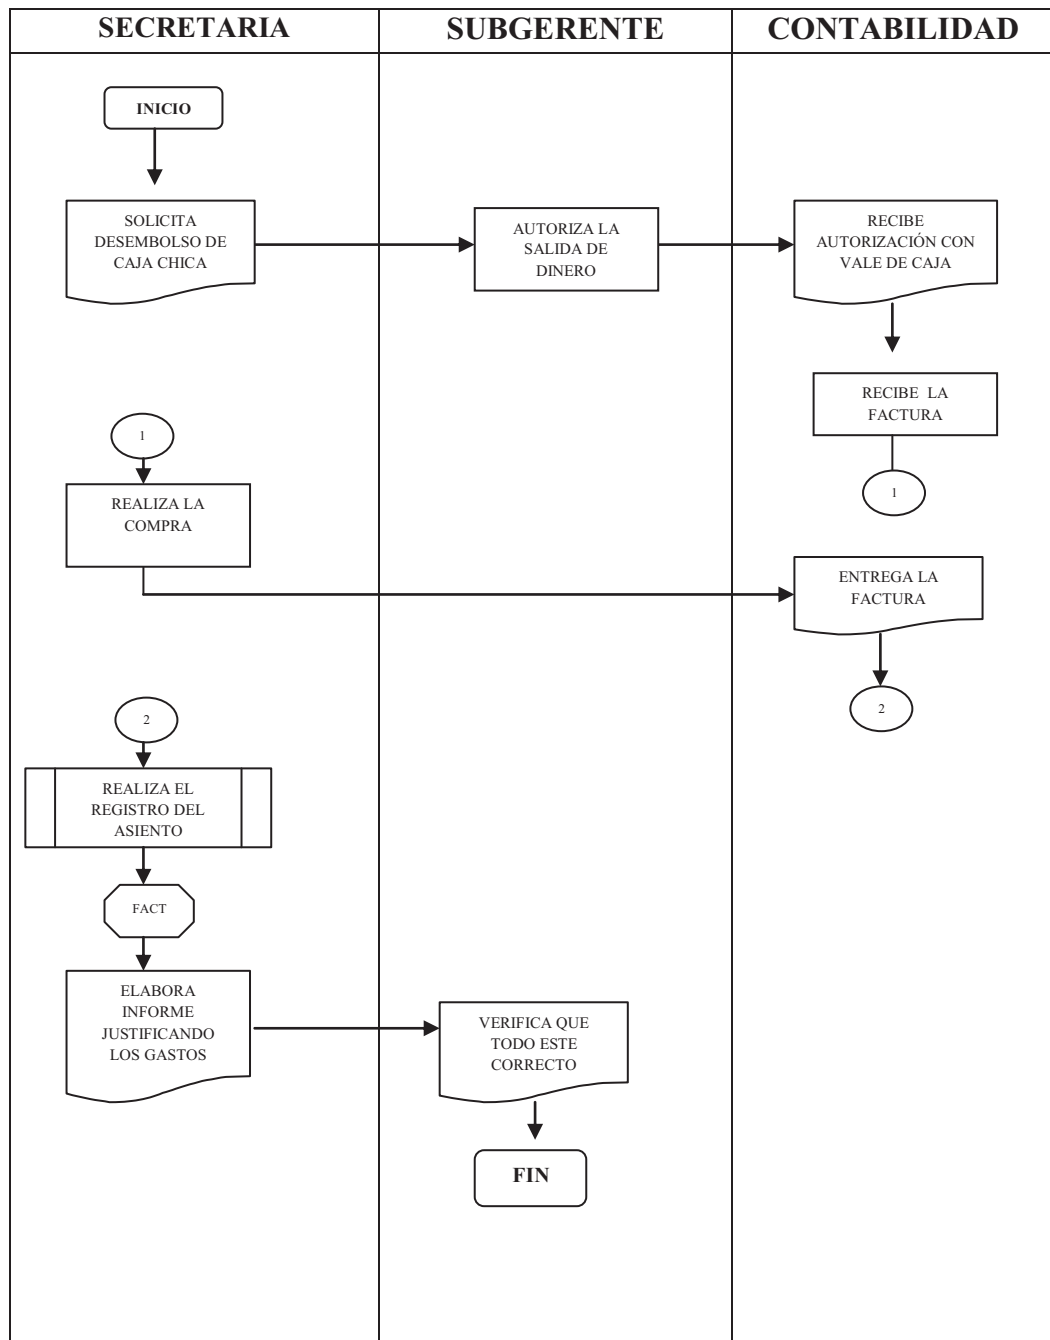 SECRETARIA
SUBGERENTE
CONTABILIDAD
INICIO
SOLICITA
DESEMBOLSO DE
CAJA CHICA
AUTORIZA LA
SALIDA DE
DINERO
RECIBE
AUTORIZACIÓN CON
VALE DE CAJA
RECIBE LA
FACTURA
1
1
REALIZA LA
COMPRA
ENTREGA LA
FACTURA
2
2
REALIZA EL
REGISTRO DEL
ASIENTO
FACT
ELABORA
INFORME
JUSTIFICANDO
LOS GASTOS
VERIFICA QUE
TODO ESTE
CORRECTO
FIN